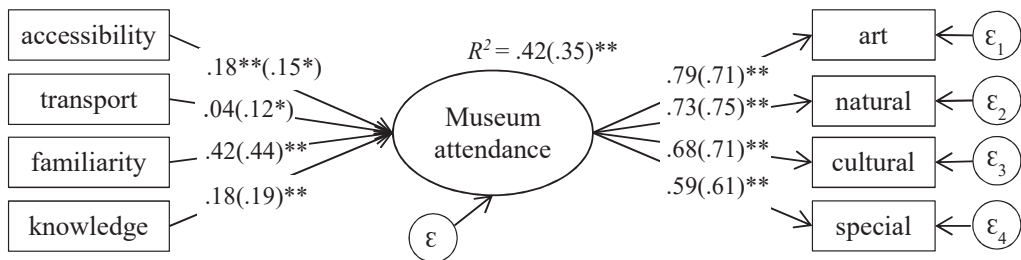 accessibility
transport
familiarity
knowledge
.18**(.15*)
.04(.12*)
.42(.44)**
.18(.19)**
R² = .42(.35)**
Museum
attendance
ε
.79(.71)**
.73(.75)**
.68(.71)**
.59(.61)**
art
natural
cultural
special
ε₁
ε₂
ε₃
ε₄